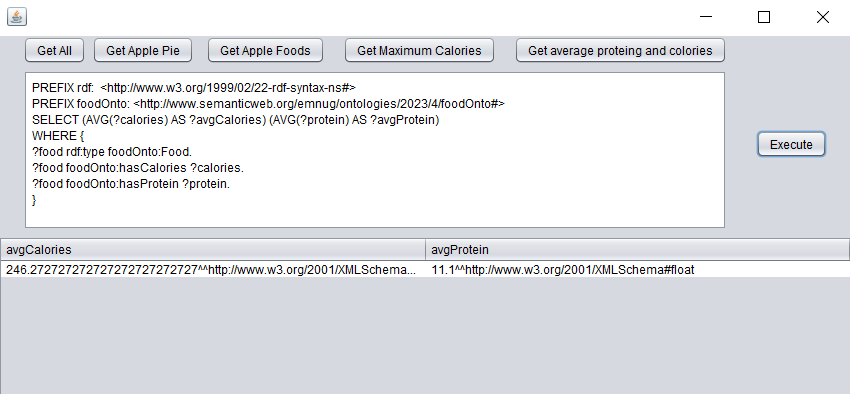 Get All Get Apple Pie Get Apple Foods Get Maximum Calories Get average proteing and colories
PREFIX rdf: <http://www.w3.org/1999/02/22-rdf-syntax-ns#>
PREFIX foodOnto: <http://www.semanticweb.org/emnug/ontologies/2023/4/foodOnto#>
SELECT (AVG(?calories) AS ?avgCalories) (AVG(?protein) AS ?avgProtein)
WHERE {
?food rdf:type foodOnto:Food.
?food foodOnto:hasCalories ?calories.
?food foodOnto:hasProtein ?protein.
}
Execute
avgCalories avgProtein
246.272727272727272727272727^^http://www.w3.org/2001/XMLSchema... 11.1^^http://www.w3.org/2001/XMLSchema#float